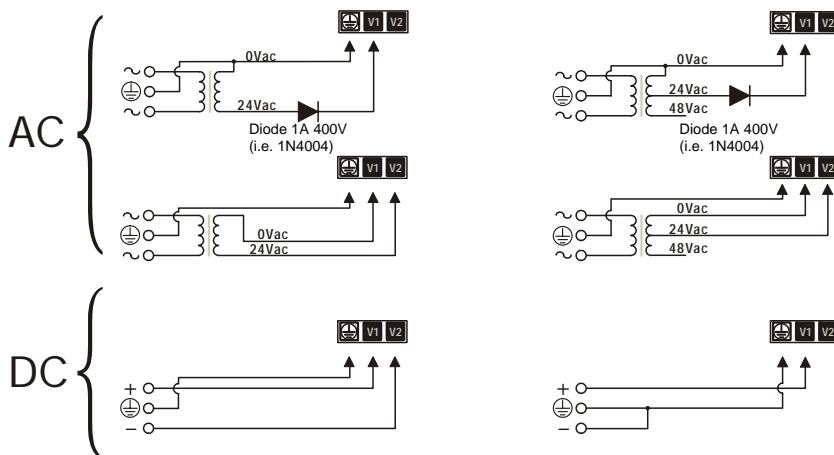 V1 V2
0Vac
24Vac
Diode 1A 400V
(i.e. 1N4004)
V1 V2
0Vac
24Vac
48Vac
Diode 1A 400V
(i.e. 1N4004)
AC
V1 V2
0Vac
24Vac
V1 V2
0Vac
24Vac
48Vac
DC
V1 V2
+
−
V1 V2
+
−